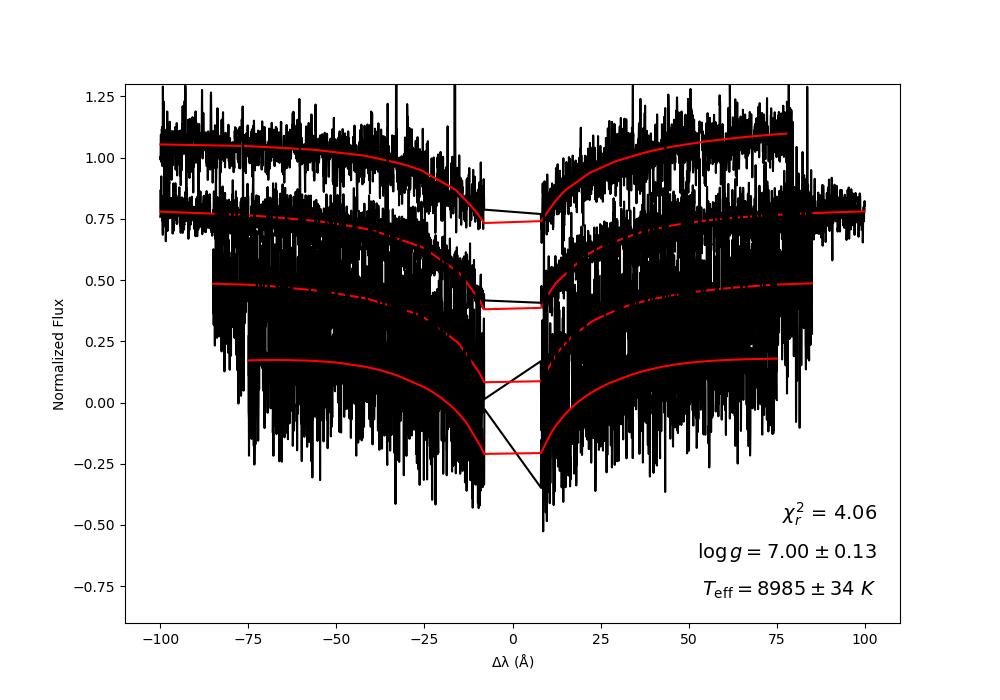 1.25
1.00
0.75
0.50
0.25
0.00
−0.25
−0.50
−0.75
Normalized Flux
χ²ᵣ = 4.06
log g = 7.00 ± 0.13
T_eff = 8985 ± 34 K
−100 −75 −50 −25 0 25 50 75 100
Δλ (Å)